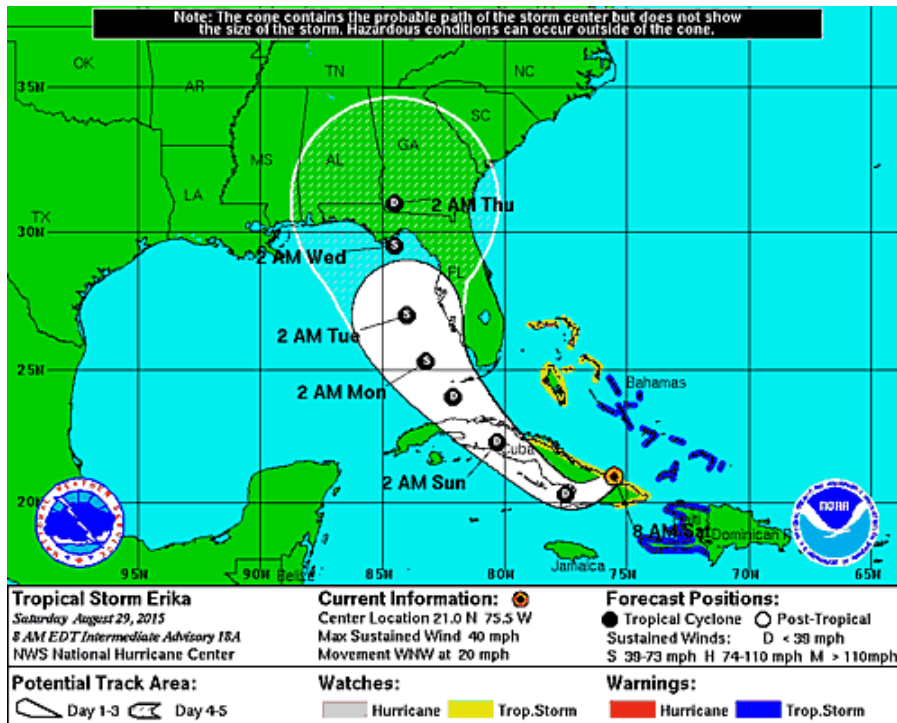 Note: The cone contains the probable path of the storm center but does not show
the size of the storm. Hazardous conditions can occur outside of the cone.
OK
TN
NC
35N
AR
SC
MS
AL
GA
LA
TX
2 AM Thu
30N
2 AM Wed
FL
2 AM Tue
25N
2 AM Mon
Bahamas
Cuba
2 AM Sun
20N
NOAA
8 AM Sat
Dominican R
Jamaica
95W
90W
85W
80W
75W
70W
65W
Beliz
Tropical Storm Erika
Saturday August 29, 2015
8 AM EDT Intermediate Advisory 18A
NWS National Hurricane Center
Current Information:
Center Location 21.0 N 75.5 W
Max Sustained Wind 40 mph
Movement WNW at 20 mph
Forecast Positions:
Tropical Cyclone Post-Tropical
Sustained Winds: D < 39 mph
S 39-73 mph H 74-110 mph M > 110mph
Potential Track Area:
Day 1-3 Day 4-5
Watches:
Hurricane Trop.Storm
Warnings:
Hurricane Trop.Storm